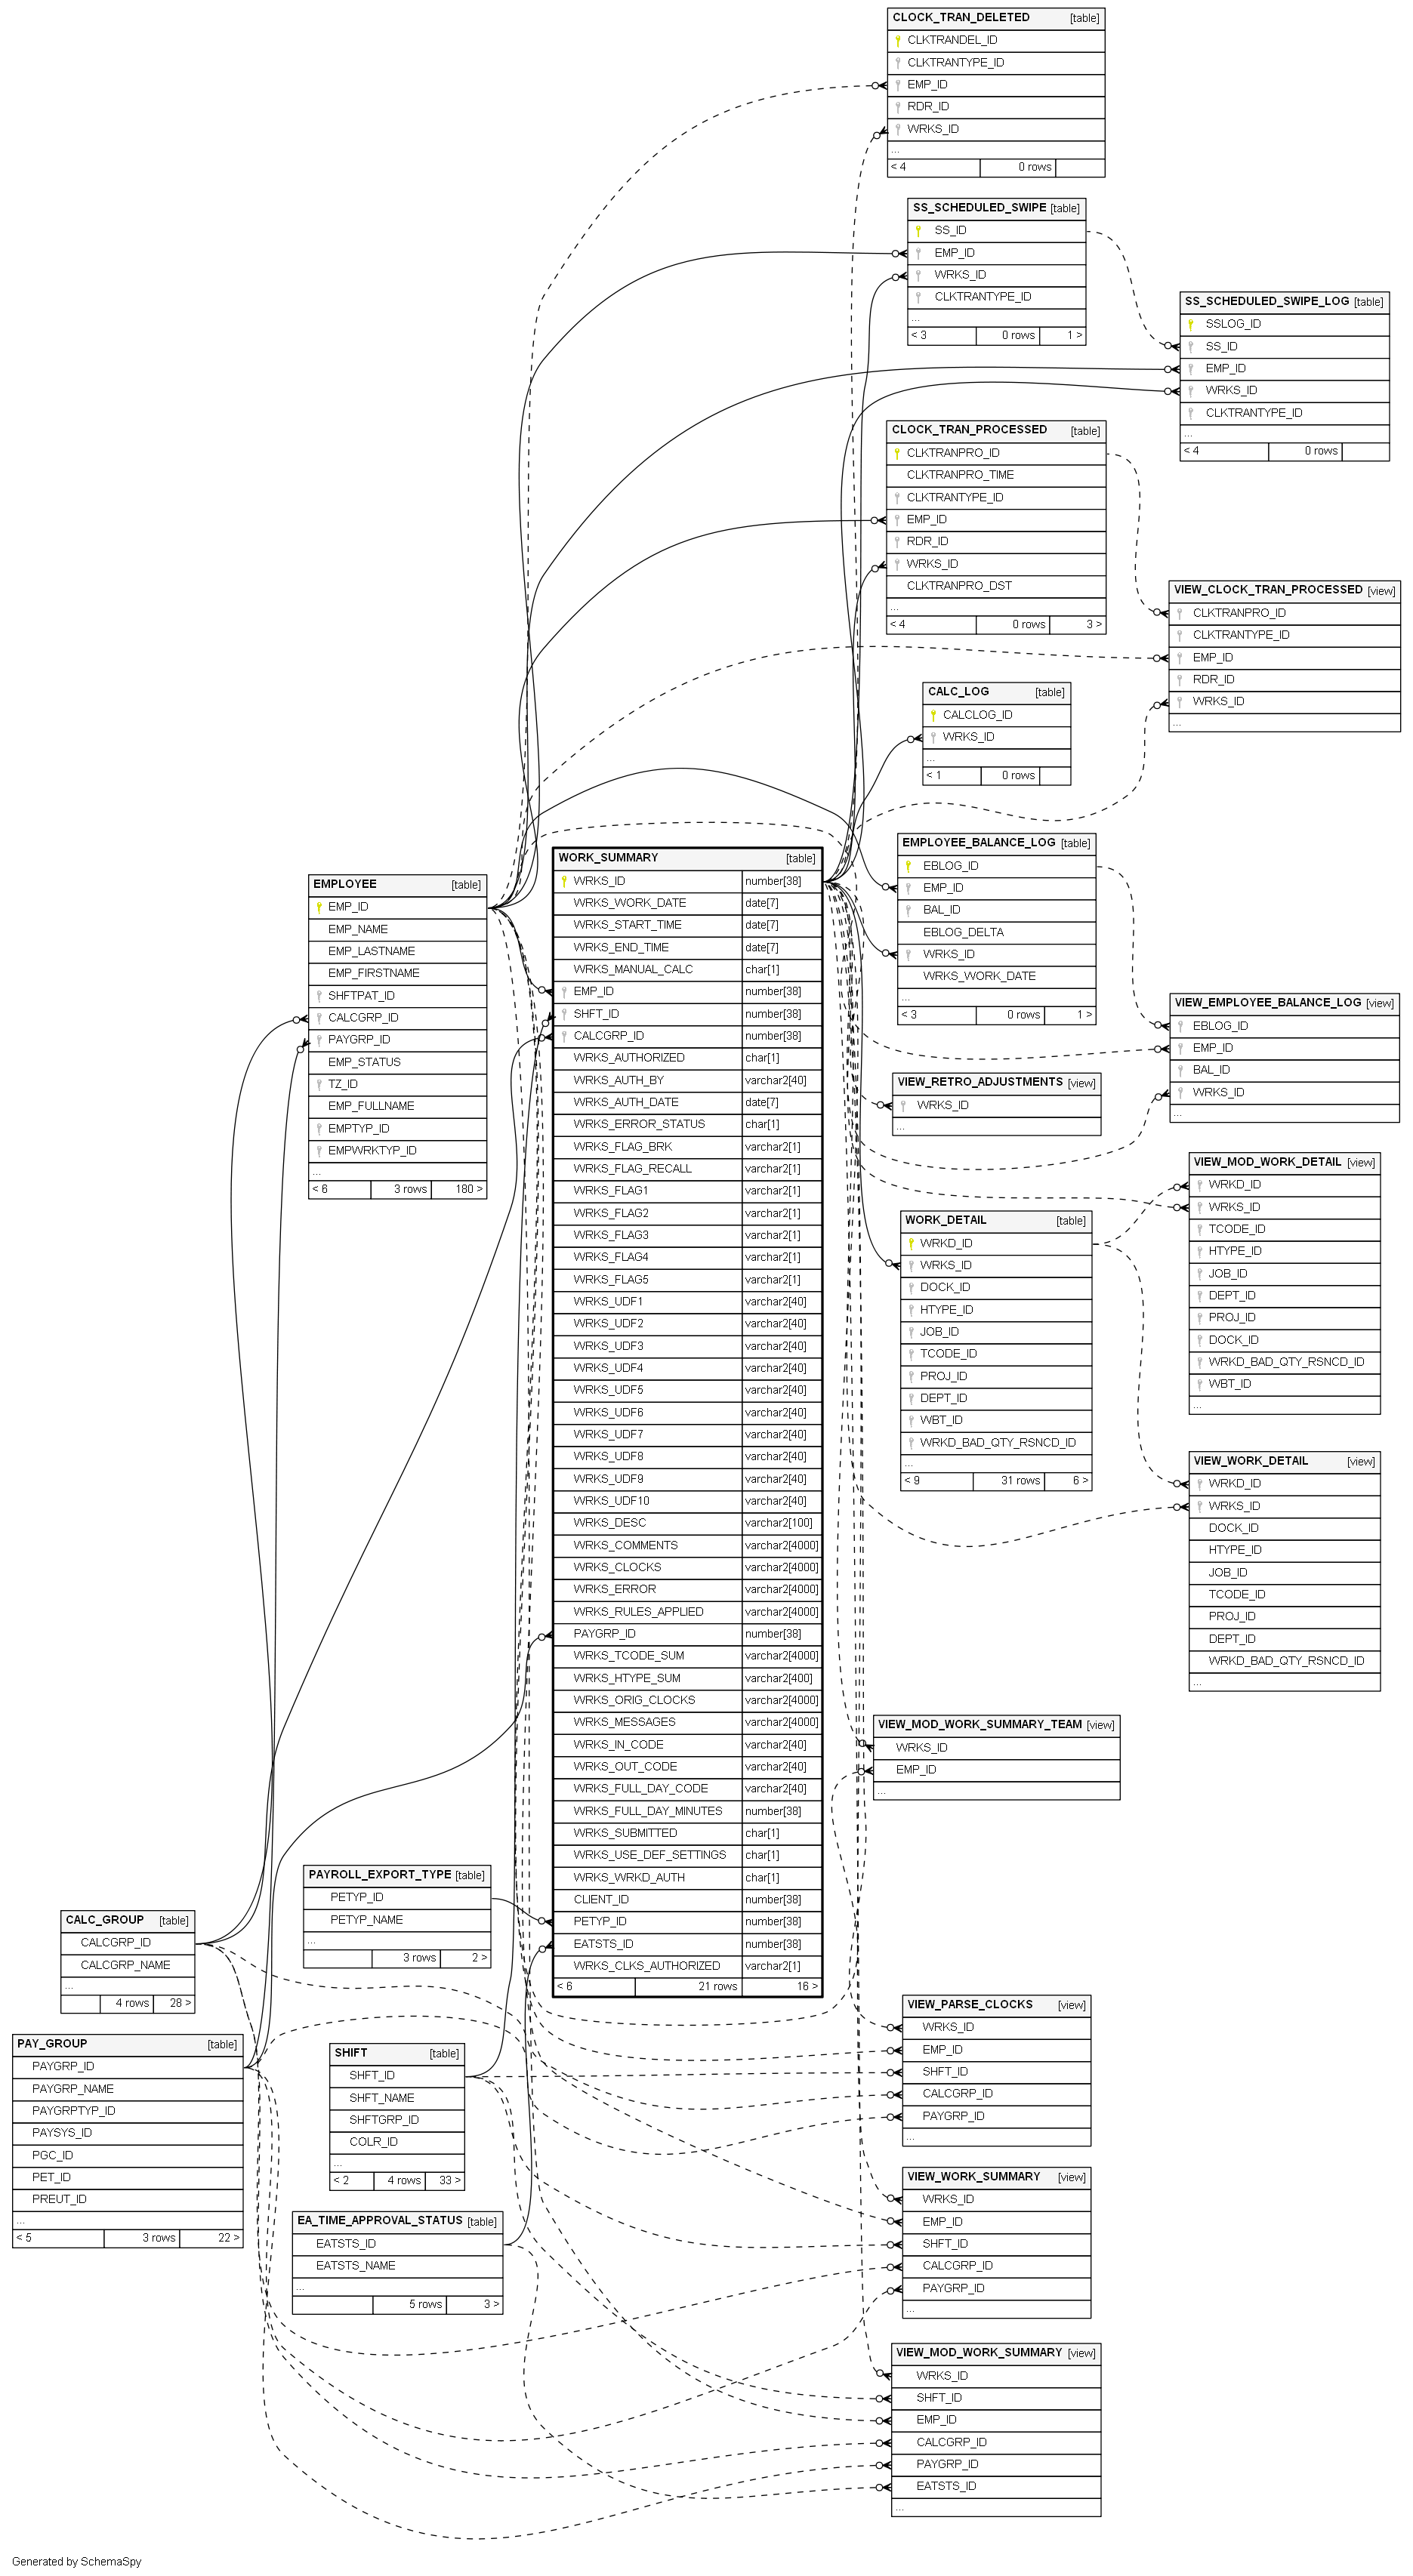 CLOCK_TRAN_DELETED [table]
CLKTRANDEL_ID
CLKTRANTYPE_ID
EMP_ID
RDR_ID
WRKS_ID
...
< 4 0 rows
SS_SCHEDULED_SWIPE [table]
SS_ID
EMP_ID
WRKS_ID
CLKTRANTYPE_ID
...
< 3 0 rows 1 >
SS_SCHEDULED_SWIPE_LOG [table]
SSLOG_ID
SS_ID
EMP_ID
WRKS_ID
CLKTRANTYPE_ID
...
< 4 0 rows
CLOCK_TRAN_PROCESSED [table]
CLKTRANPRO_ID
CLKTRANPRO_TIME
CLKTRANTYPE_ID
EMP_ID
RDR_ID
WRKS_ID
CLKTRANPRO_DST
...
< 4 0 rows 3 >
VIEW_CLOCK_TRAN_PROCESSED [view]
CLKTRANPRO_ID
CLKTRANTYPE_ID
EMP_ID
RDR_ID
WRKS_ID
...
CALC_LOG [table]
CALCLOG_ID
WRKS_ID
...
< 1 0 rows
EMPLOYEE_BALANCE_LOG [table]
EBLOG_ID
EMP_ID
BAL_ID
EBLOG_DELTA
WRKS_ID
WRKS_WORK_DATE
...
< 3 0 rows 1 >
EMPLOYEE [table]
EMP_ID
EMP_NAME
EMP_LASTNAME
EMP_FIRSTNAME
SHFTPAT_ID
CALCGRP_ID
PAYGRP_ID
EMP_STATUS
TZ_ID
EMP_FULLNAME
EMPTYP_ID
EMPWRKTYP_ID
...
< 6 3 rows 180 >
WORK_SUMMARY [table]
WRKS_ID number[38]
WRKS_WORK_DATE date[7]
WRKS_START_TIME date[7]
WRKS_END_TIME date[7]
WRKS_MANUAL_CALC char[1]
EMP_ID number[38]
SHFT_ID number[38]
CALCGRP_ID number[38]
WRKS_AUTHORIZED char[1]
WRKS_AUTH_BY varchar2[40]
WRKS_AUTH_DATE date[7]
WRKS_ERROR_STATUS char[1]
WRKS_FLAG_BRK varchar2[1]
WRKS_FLAG_RECALL varchar2[1]
WRKS_FLAG1 varchar2[1]
WRKS_FLAG2 varchar2[1]
WRKS_FLAG3 varchar2[1]
WRKS_FLAG4 varchar2[1]
WRKS_FLAG5 varchar2[1]
WRKS_UDF1 varchar2[40]
WRKS_UDF2 varchar2[40]
WRKS_UDF3 varchar2[40]
WRKS_UDF4 varchar2[40]
WRKS_UDF5 varchar2[40]
WRKS_UDF6 varchar2[40]
WRKS_UDF7 varchar2[40]
WRKS_UDF8 varchar2[40]
WRKS_UDF9 varchar2[40]
WRKS_UDF10 varchar2[40]
WRKS_DESC varchar2[100]
WRKS_COMMENTS varchar2[4000]
WRKS_CLOCKS varchar2[4000]
WRKS_ERROR varchar2[4000]
WRKS_RULES_APPLIED varchar2[4000]
PAYGRP_ID number[38]
WRKS_TCODE_SUM varchar2[4000]
WRKS_HTYPE_SUM varchar2[400]
WRKS_ORIG_CLOCKS varchar2[4000]
WRKS_MESSAGES varchar2[4000]
WRKS_IN_CODE varchar2[40]
WRKS_OUT_CODE varchar2[40]
WRKS_FULL_DAY_CODE varchar2[40]
WRKS_FULL_DAY_MINUTES number[38]
WRKS_SUBMITTED char[1]
WRKS_USE_DEF_SETTINGS char[1]
WRKS_WRKD_AUTH char[1]
CLIENT_ID number[38]
PETYP_ID number[38]
EATSTS_ID number[38]
WRKS_CLKS_AUTHORIZED varchar2[1]
< 6 21 rows 16 >
VIEW_EMPLOYEE_BALANCE_LOG [view]
EBLOG_ID
EMP_ID
BAL_ID
WRKS_ID
...
VIEW_RETRO_ADJUSTMENTS [view]
WRKS_ID
...
VIEW_MOD_WORK_DETAIL [view]
WRKD_ID
WRKS_ID
TCODE_ID
HTYPE_ID
JOB_ID
DEPT_ID
PROJ_ID
DOCK_ID
WRKD_BAD_QTY_RSNCD_ID
WBT_ID
...
WORK_DETAIL [table]
WRKD_ID
WRKS_ID
DOCK_ID
HTYPE_ID
JOB_ID
TCODE_ID
PROJ_ID
DEPT_ID
WBT_ID
WRKD_BAD_QTY_RSNCD_ID
...
< 9 31 rows 6 >
VIEW_WORK_DETAIL [view]
WRKD_ID
WRKS_ID
DOCK_ID
HTYPE_ID
JOB_ID
TCODE_ID
PROJ_ID
DEPT_ID
WRKD_BAD_QTY_RSNCD_ID
...
VIEW_MOD_WORK_SUMMARY_TEAM [view]
WRKS_ID
EMP_ID
...
PAYROLL_EXPORT_TYPE [table]
PETYP_ID
PETYP_NAME
...
3 rows 2 >
CALC_GROUP [table]
CALCGRP_ID
CALCGRP_NAME
...
4 rows 28 >
PAY_GROUP [table]
PAYGRP_ID
PAYGRP_NAME
PAYGRPTYP_ID
PAYSYS_ID
PGC_ID
PET_ID
PREUT_ID
...
< 5 3 rows 22 >
SHIFT [table]
SHFT_ID
SHFT_NAME
SHFTGRP_ID
COLR_ID
...
< 2 4 rows 33 >
EA_TIME_APPROVAL_STATUS [table]
EATSTS_ID
EATSTS_NAME
...
5 rows 3 >
VIEW_PARSE_CLOCKS [view]
WRKS_ID
EMP_ID
SHFT_ID
CALCGRP_ID
PAYGRP_ID
...
VIEW_WORK_SUMMARY [view]
WRKS_ID
EMP_ID
SHFT_ID
CALCGRP_ID
PAYGRP_ID
...
VIEW_MOD_WORK_SUMMARY [view]
WRKS_ID
SHFT_ID
EMP_ID
CALCGRP_ID
PAYGRP_ID
EATSTS_ID
...
Generated by SchemaSpy